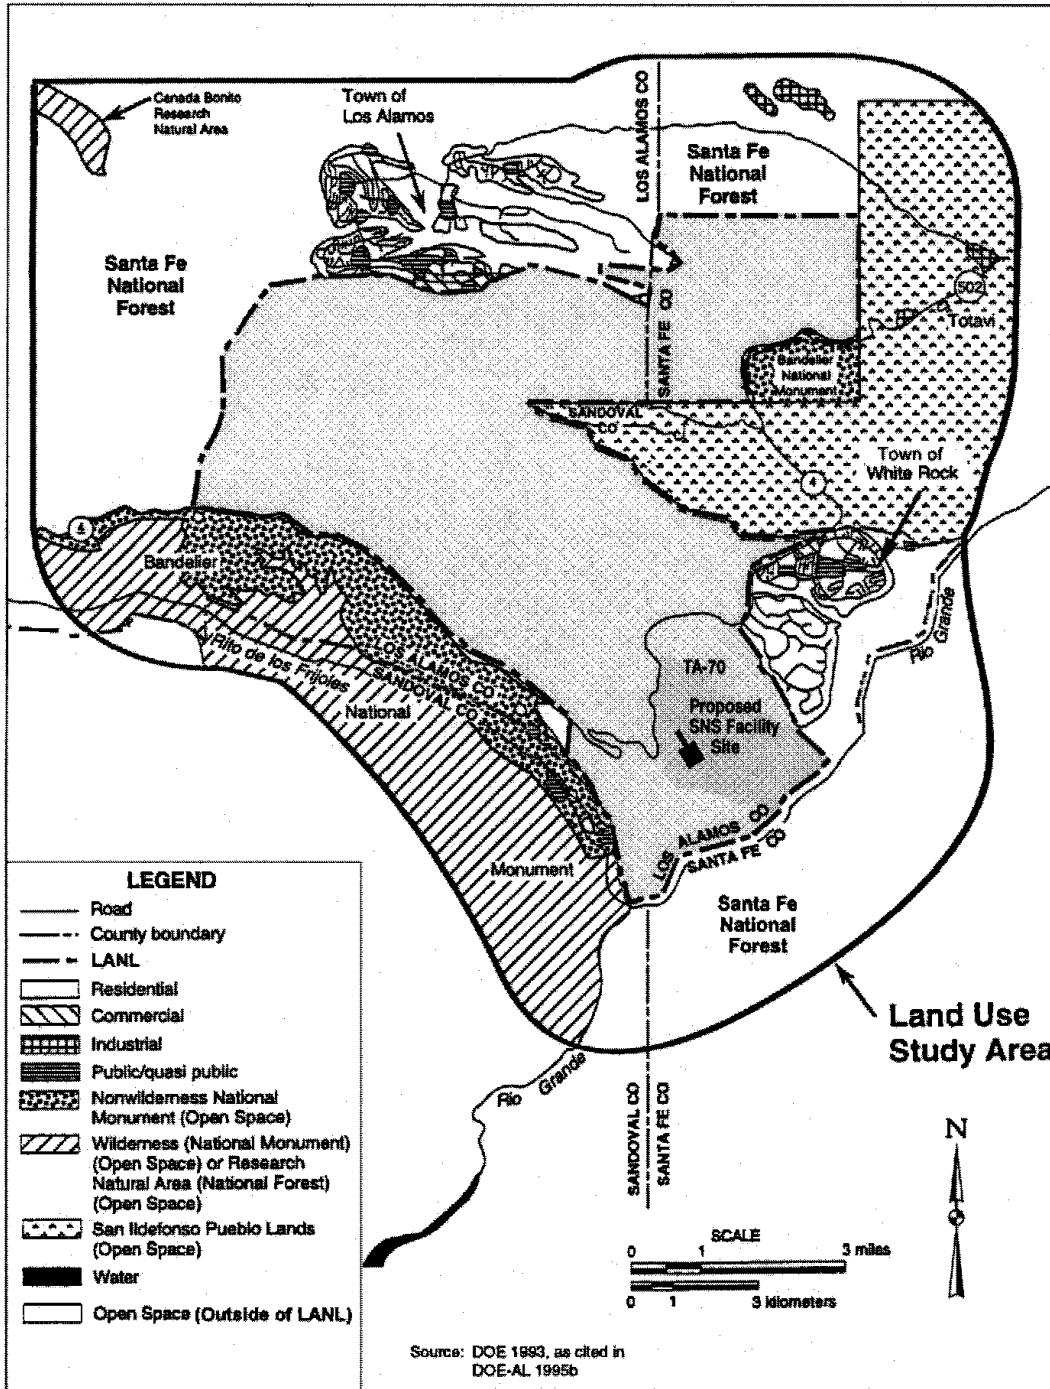 Canada Bonito
Research
Natural Area
Town of
Los Alamos
LOS ALAMOS CO
SANTA FE CO
Santa Fe
National
Forest
Santa Fe
National
Forest
502
Totavi
Bandelier
National
Monument
SANDOVAL
CO
Town of
White Rock
4
4
Bandelier
Rito de los Frijoles
LOS ALAMOS CO
SANDOVAL CO
National
Monument
TA-70
Proposed
SNS Facility
Site
Rio Grande
LOS ALAMOS CO
SANTA FE CO
Santa Fe
National
Forest
Land Use
Study Area
Rio Grande
SANDOVAL CO
SANTA FE CO
LEGEND
Road
County boundary
LANL
Residential
Commercial
Industrial
Public/quasi public
Nonwilderness National
Monument (Open Space)
Wilderness (National Monument)
(Open Space) or Research
Natural Area (National Forest)
(Open Space)
San Ildefonso Pueblo Lands
(Open Space)
Water
Open Space (Outside of LANL)
N
SCALE
0 1 3 miles
0 1 3 kilometers
Source: DOE 1993, as cited in
DOE-AL 1995b